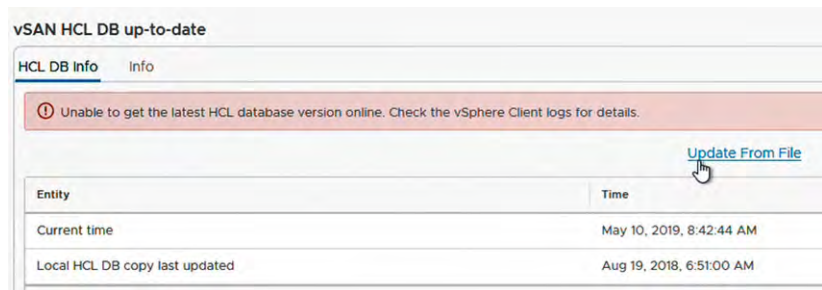 vSAN HCL DB up-to-date
HCL DB Info Info
Unable to get the latest HCL database version online. Check the vSphere Client logs for details.
Update From File
Entity Time
Current time May 10, 2019, 8:42:44 AM
Local HCL DB copy last updated Aug 19, 2018, 6:51:00 AM